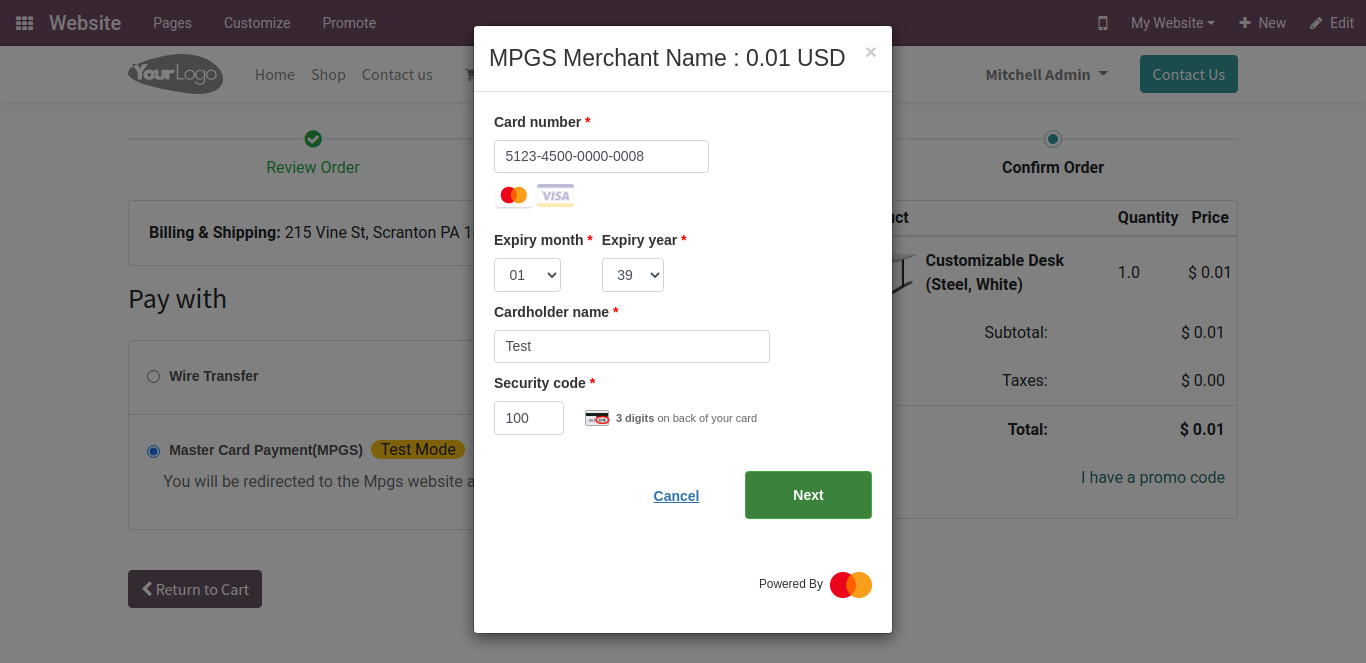 Website Pages Customize Promote My Website New Edit
YourLogo Home Shop Contact us Mitchell Admin Contact Us
MPGS Merchant Name : 0.01 USD ×
Review Order
Confirm Order
Billing & Shipping: 215 Vine St, Scranton PA
Pay with
Wire Transfer
Master Card Payment(MPGS) Test Mode
You will be redirected to the Mpgs website
Return to Cart
Card number *
5123-4500-0000-0008
VISA
Expiry month * Expiry year *
01 39
Cardholder name *
Test
Security code *
100 3 digits on back of your card
Cancel Next
Powered By
Quantity Price
Customizable Desk
(Steel, White) 1.0 $ 0.01
Subtotal: $ 0.01
Taxes: $ 0.00
Total: $ 0.01
I have a promo code